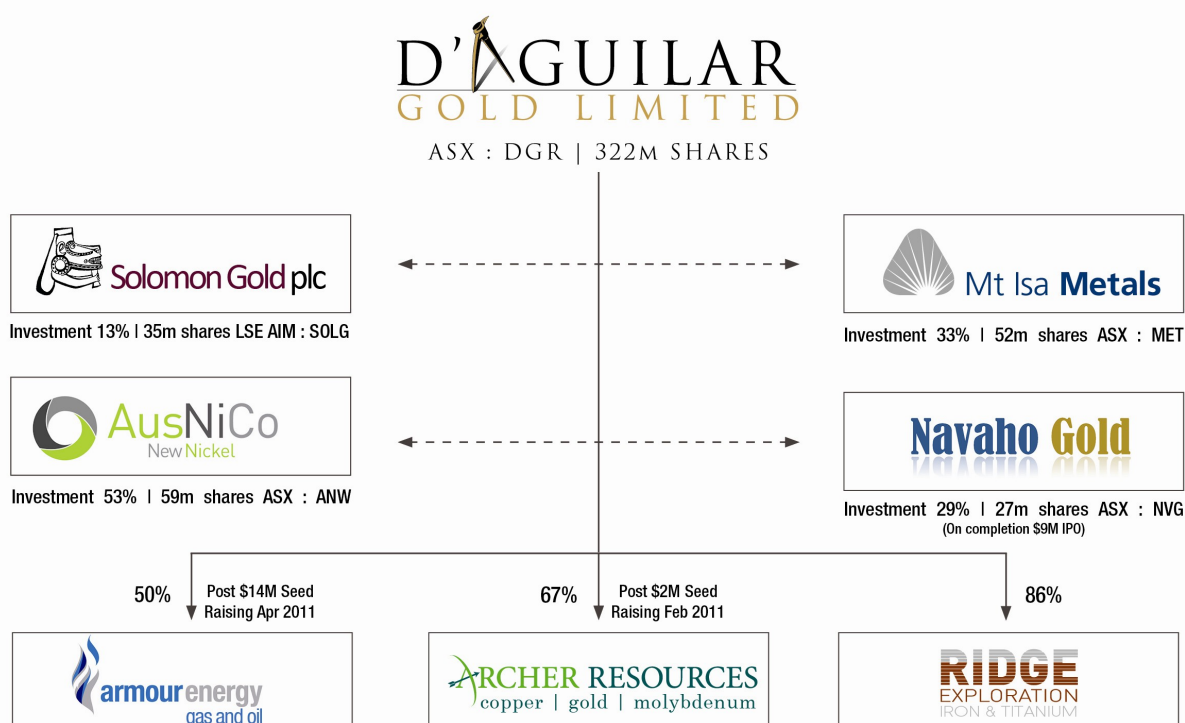 D'AGUILAR
GOLD LIMITED
ASX : DGR | 322M SHARES
Solomon Gold plc
Investment 13% | 35m shares LSE AIM : SOLG
Mt Isa Metals
Investment 33% | 52m shares ASX : MET
AusNiCo
New Nickel
Investment 53% | 59m shares ASX : ANW
Navaho Gold
Investment 29% | 27m shares ASX : NVG
(On completion $9M IPO)
50%
Post $14M Seed
Raising Apr 2011
67%
Post $2M Seed
Raising Feb 2011
86%
armour energy
gas and oil
ARCHER RESOURCES
copper | gold | molybdenum
RIDGE
EXPLORATION
IRON & TITANIUM